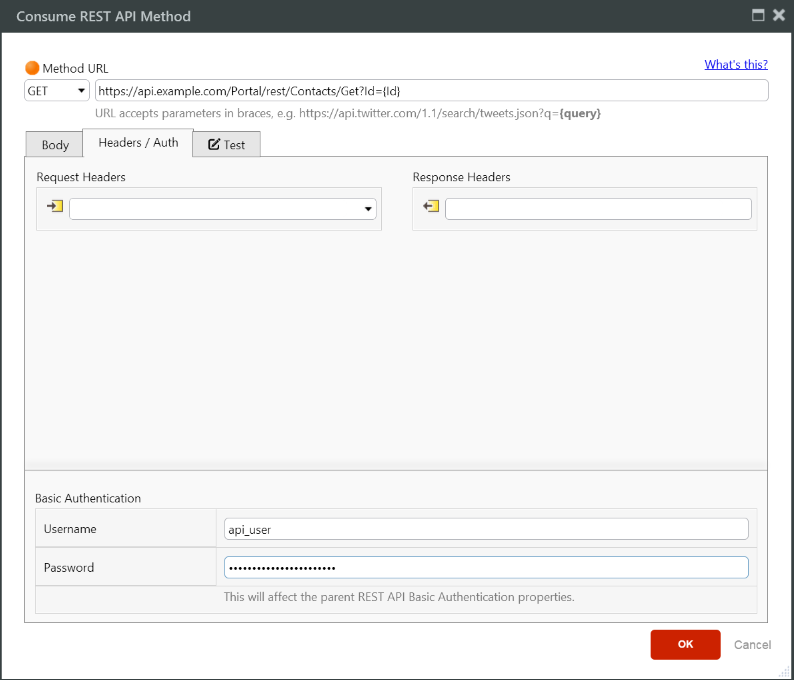 Consume REST API Method
Method URL
What's this?
GET
https://api.example.com/Portal/rest/Contacts/Get?Id={Id}
URL accepts parameters in braces, e.g. https://api.twitter.com/1.1/search/tweets.json?q={query}
Body
Headers / Auth
Test
Request Headers
Response Headers
Basic Authentication
Username
api_user
Password
•••••••••••••••••••••••
This will affect the parent REST API Basic Authentication properties.
OK
Cancel